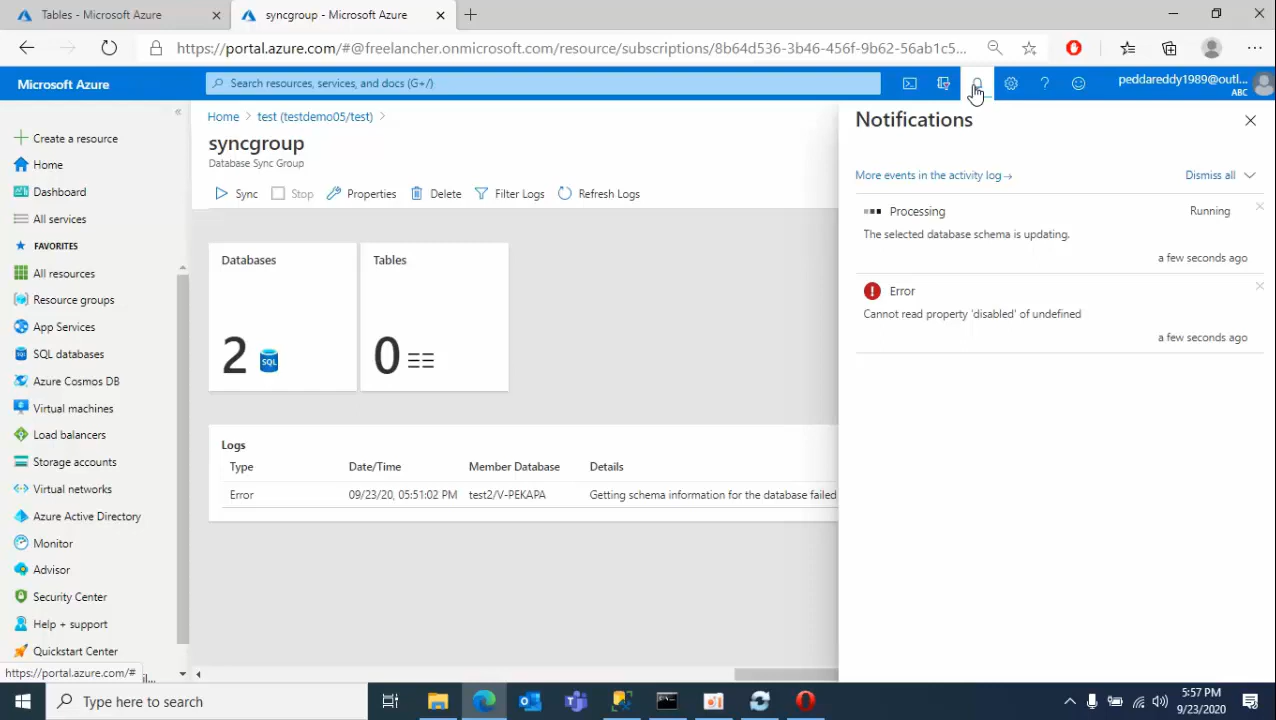 Tables - Microsoft Azure
syncgroup - Microsoft Azure
https://portal.azure.com/#@freelancher.onmicrosoft.com/resource/subscriptions/8b64d536-3b46-456f-9b62-56ab1c5...
Microsoft Azure
Search resources, services, and docs (G+/)
peddareddy1989@outl...
ABC
Create a resource
Home
Dashboard
All services
FAVORITES
All resources
Resource groups
App Services
SQL databases
Azure Cosmos DB
Virtual machines
Load balancers
Storage accounts
Virtual networks
Azure Active Directory
Monitor
Advisor
Security Center
Help + support
Quickstart Center
https://portal.azure.com/#
Home > test (testdemo05/test) >
syncgroup
Database Sync Group
Sync Stop Properties Delete Filter Logs Refresh Logs
Databases
2
SQL
Tables
0
Logs
Type Date/Time Member Database Details
Error 09/23/20, 05:51:02 PM test2/V-PEKAPA Getting schema information for the database failed
Notifications
More events in the activity log→ Dismiss all
Processing Running
The selected database schema is updating.
a few seconds ago
Error
Cannot read property 'disabled' of undefined
a few seconds ago
Type here to search
5:57 PM
9/23/2020